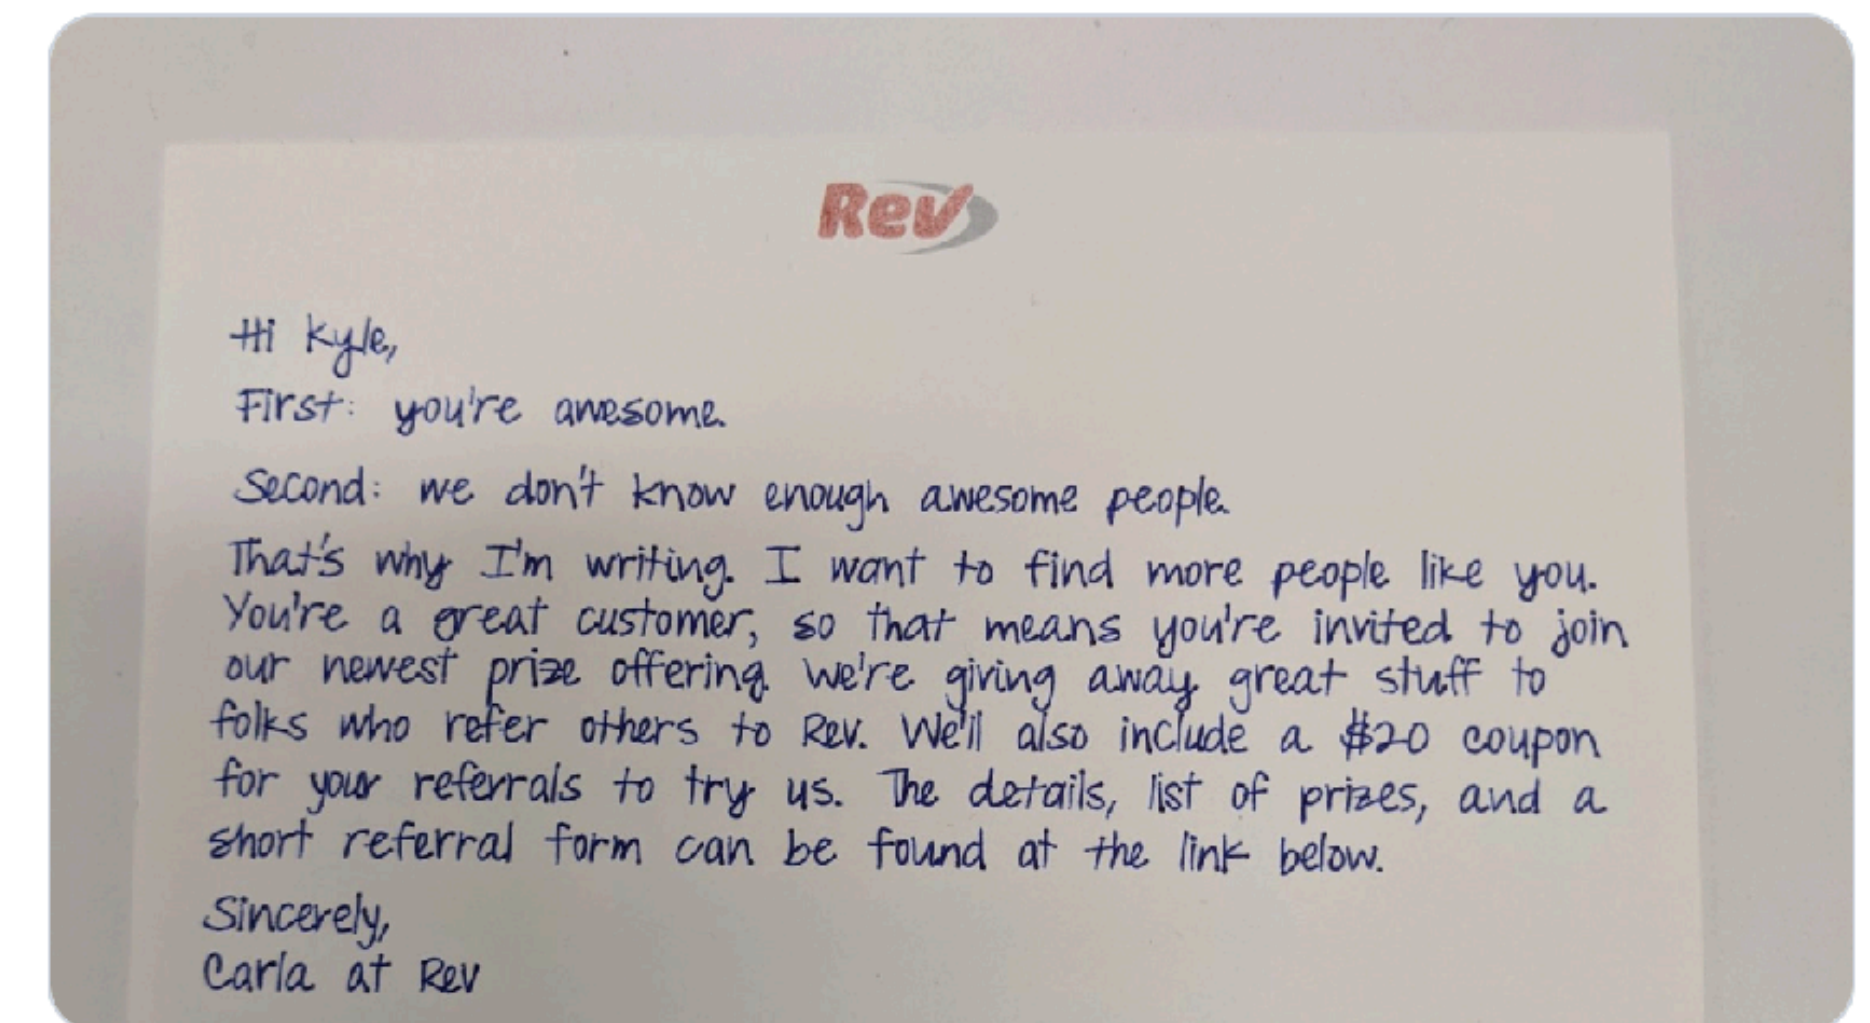 Rev
Hi Kyle,
First: you're awesome.
Second: we don't know enough awesome people.
That's why I'm writing. I want to find more people like you.
You're a great customer, so that means you're invited to join
our newest prize offering. We're giving away great stuff to
folks who refer others to Rev. We'll also include a $20 coupon
for your referrals to try us. The details, list of prizes, and a
short referral form can be found at the link below.
Sincerely,
Carla at Rev